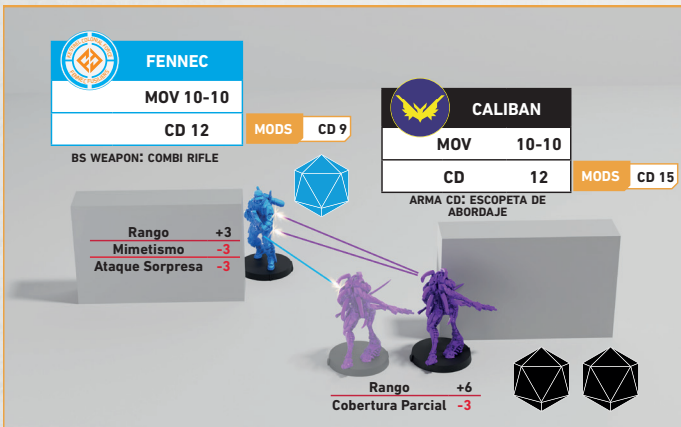 FENNEC
MOV 10-10
CD 12
MODS CD 9
BS WEAPON: COMBI RIFLE
CALIBAN
MOV 10-10
CD 12
MODS CD 15
ARMA CD: ESCOPETA DE
ABORDAJE
Rango +3
Mimetismo -3
Ataque Sorpresa -3
Rango +6
Cobertura Parcial -3